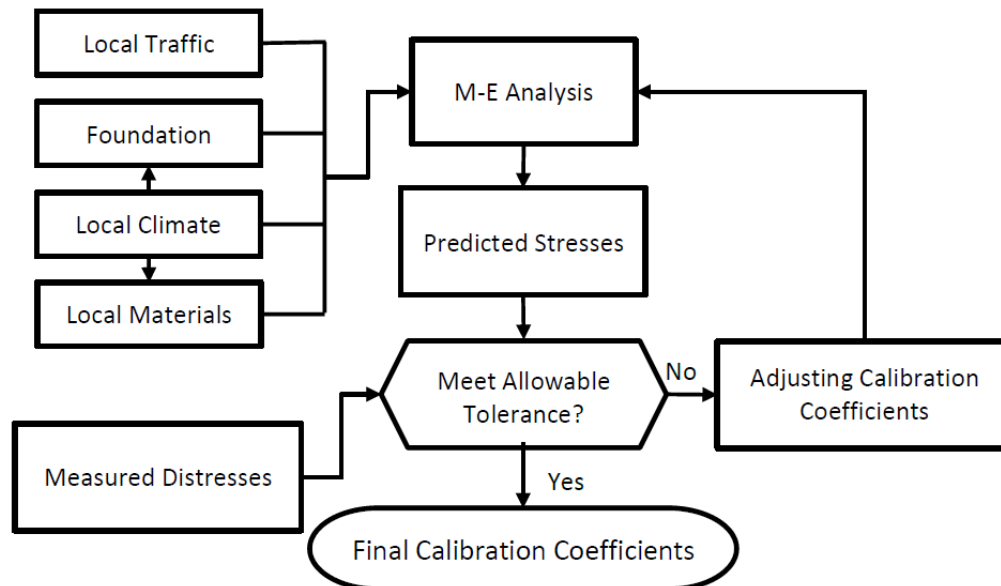 Local Traffic
Foundation
Local Climate
Local Materials
M-E Analysis
Predicted Stresses
Meet Allowable
Tolerance?
No
Adjusting Calibration
Coefficients
Measured Distresses
Yes
Final Calibration Coefficients